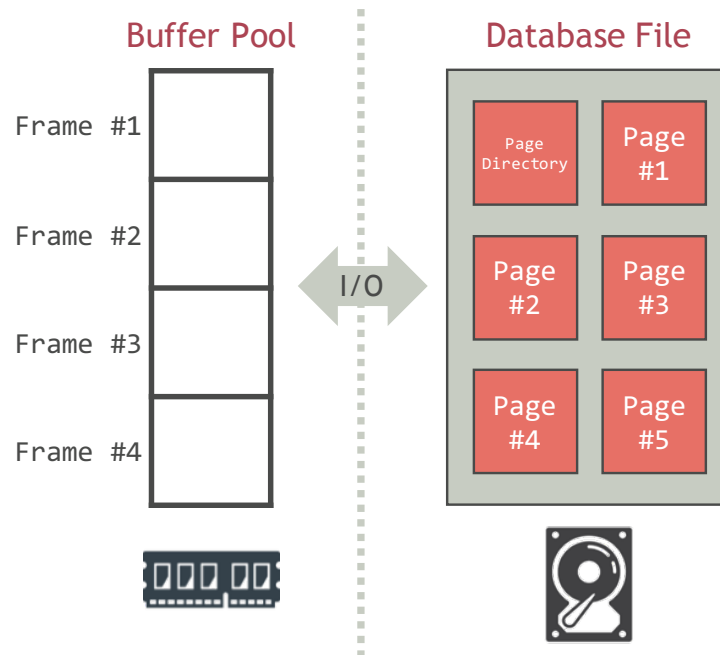 Buffer Pool
Frame #1
Frame #2
Frame #3
Frame #4
I/O
Database File
Page
Directory
Page
#1
Page
#2
Page
#3
Page
#4
Page
#5